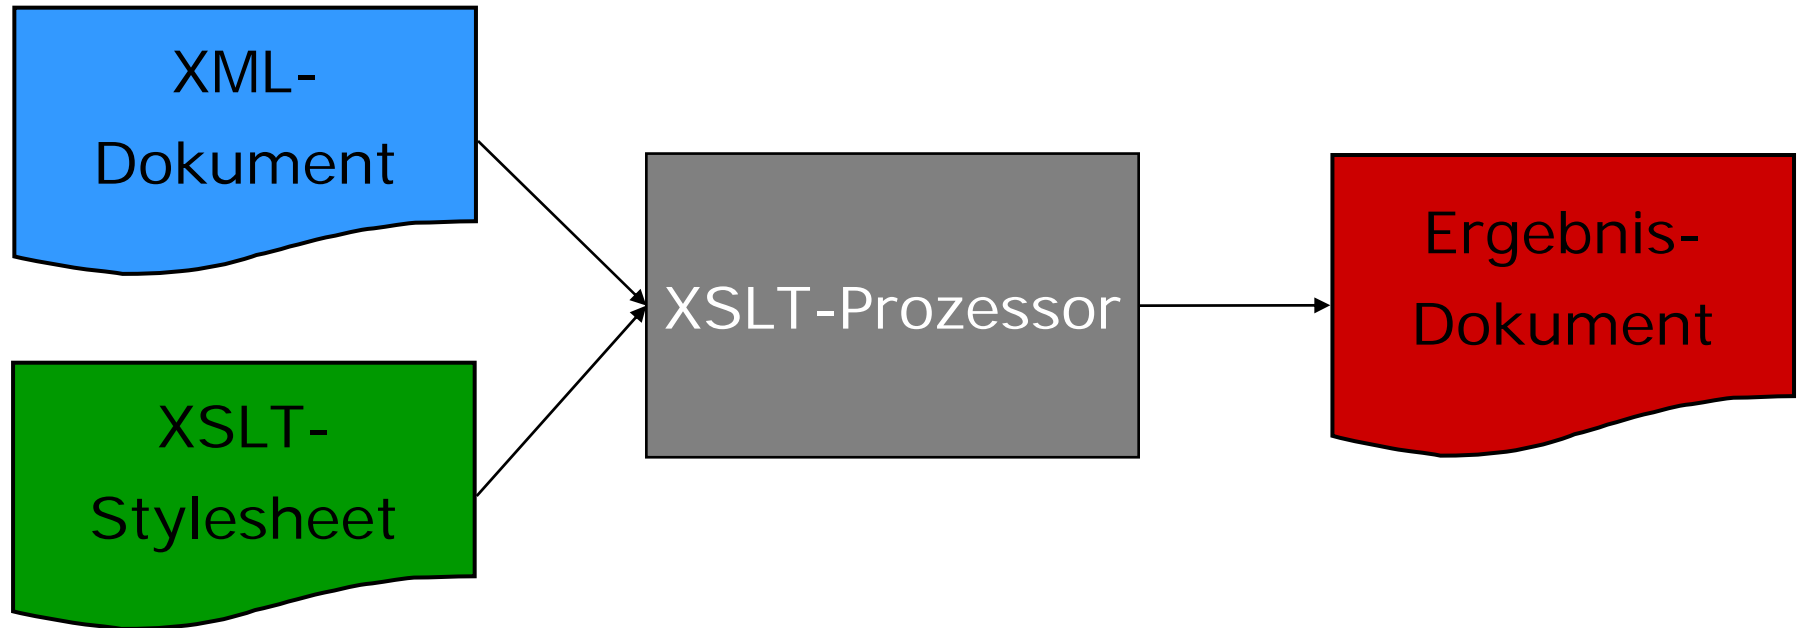 XML-
Dokument
XSLT-
Stylesheet
XSLT-Prozessor
Ergebnis-
Dokument